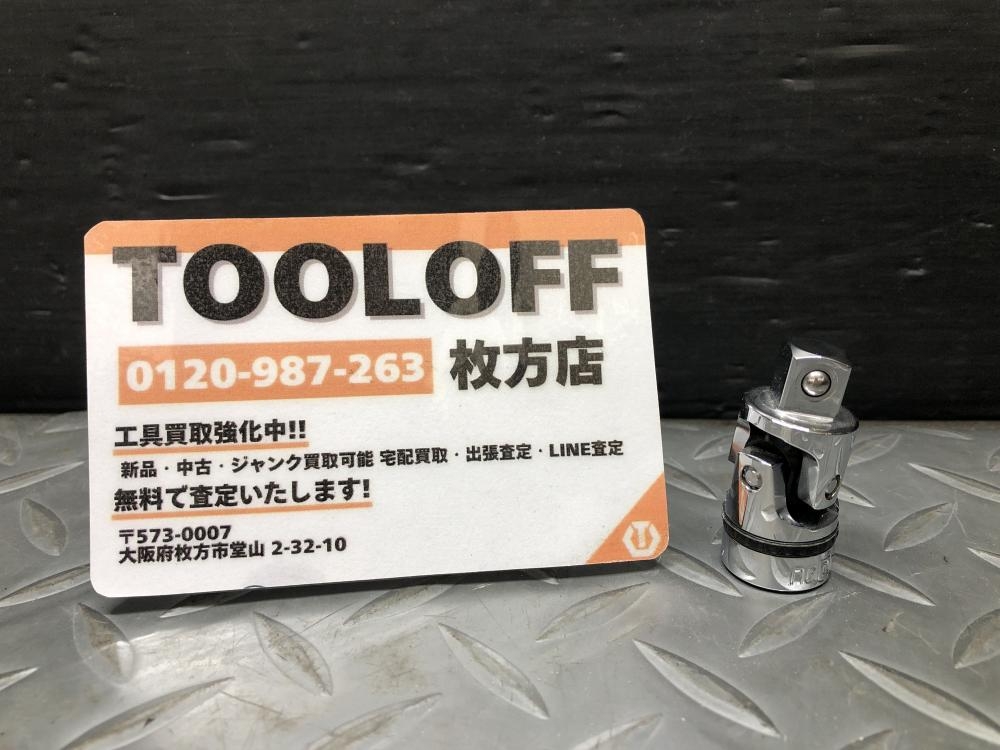 TOOLOFF
0120-987-263 枚方店
工具買取強化中!!
新品・中古・ジャンク買取可能 宅配買取・出張査定・LINE査定
無料で査定いたします!
〒573-0007
大阪府枚方市堂山 2-32-10